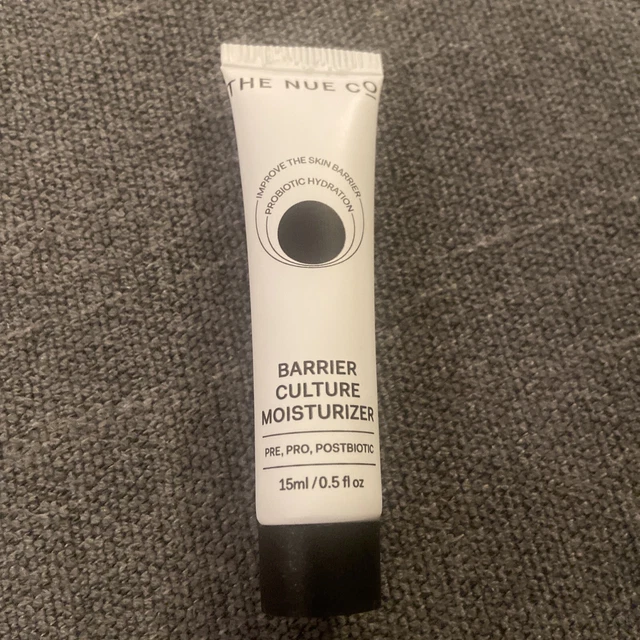 THE NUE CO
IMPROVE THE SKIN BARRIER
PROBIOTIC HYDRATION
BARRIER
CULTURE
MOISTURIZER
PRE, PRO, POSTBIOTIC
15ml / 0.5 fl oz